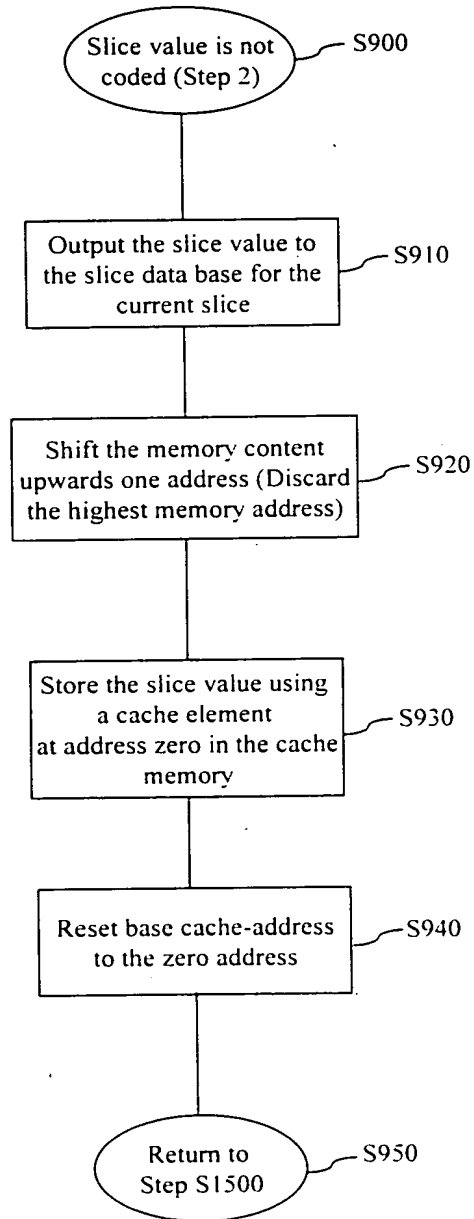 Slice value is not
coded (Step 2)
S900
Output the slice value to
the slice data base for the
current slice
S910
Shift the memory content
upwards one address (Discard
the highest memory address)
S920
Store the slice value using
a cache element
at address zero in the cache
memory
S930
Reset base cache-address
to the zero address
S940
Return to
Step S1500
S950